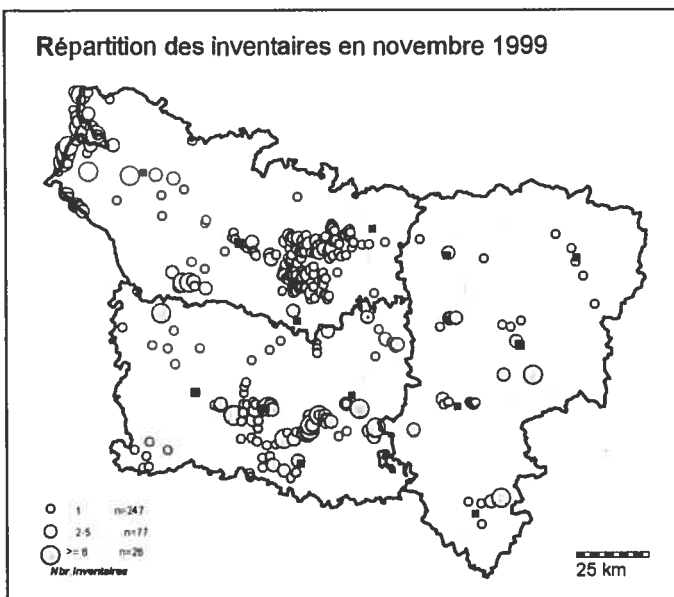 Répartition des inventaires en novembre 1999
1 n=247
2-5 n=77
>= 6 n=26
Nbr inventaires
25 km